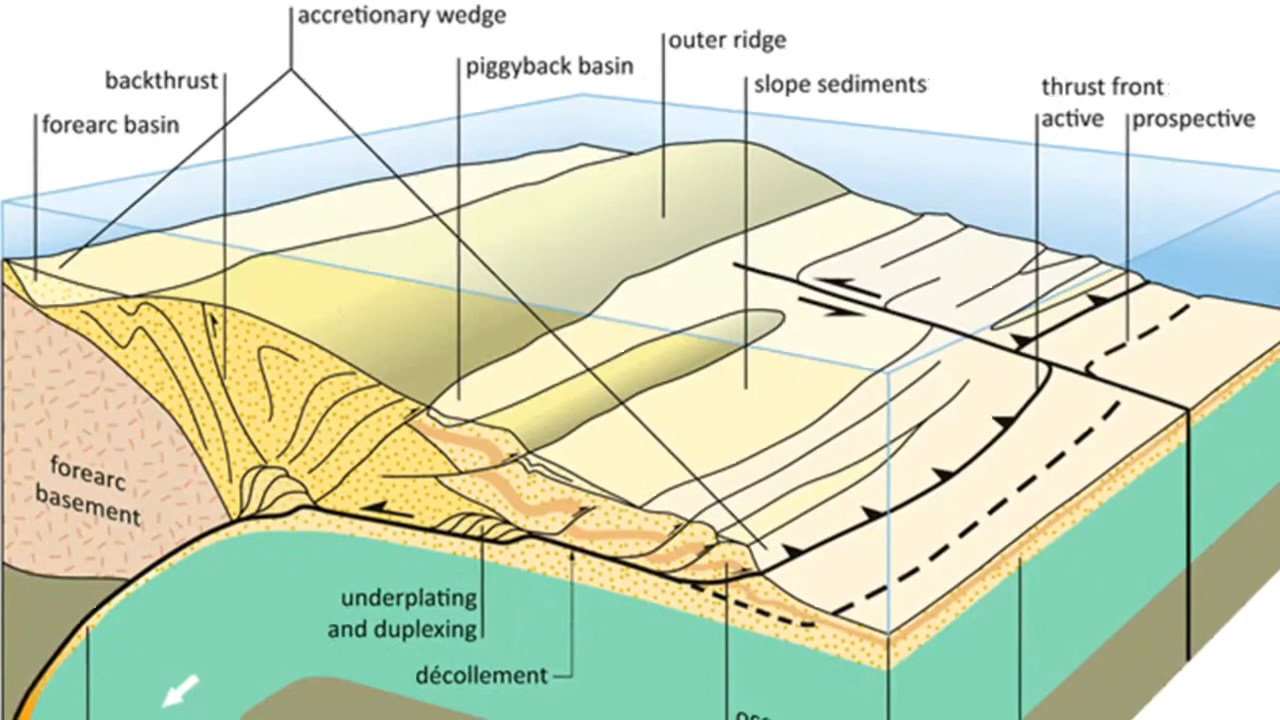 accretionary wedge
outer ridge
piggyback basin
backthrust
slope sediments
thrust front
active
prospective
forearc basin
forearc
basement
underplating
and duplexing
décollement